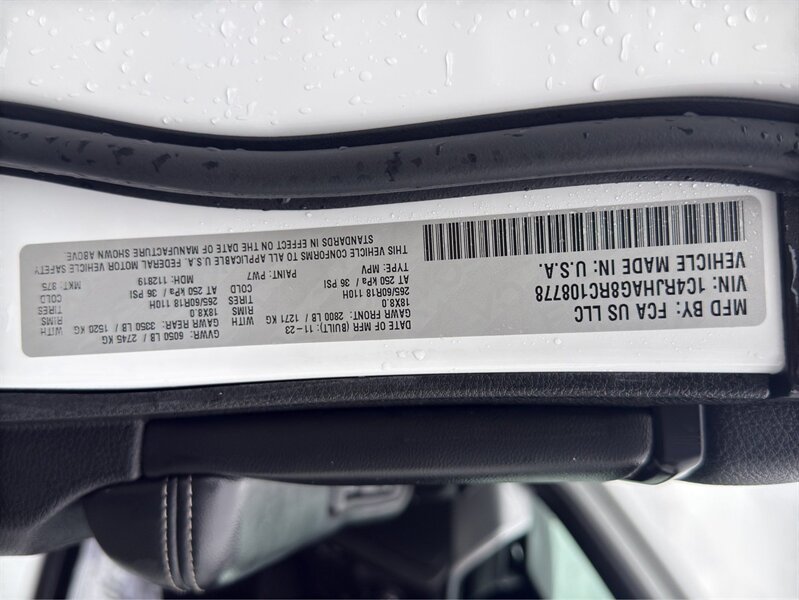 MFD BY: FCA US LLC
VIN: 1C4RJHAG8RC108778
VEHICLE MADE IN: U.S.A.
DATE OF MFR (BUILT): 11-23
GAWR FRONT: 2800 LB / 1271 KG WITH
18X8.0 RIMS
265/60R18 110H TIRES
AT 250 kPa / 36 PSI COLD
TYPE: MPV
GVWR: 6050 LB / 2745 KG
GAWR REAR: 3350 LB / 1520 KG WITH
18X8.0 RIMS
265/60R18 110H TIRES
AT 250 kPa / 36 PSI COLD
PAINT: PW7 MDH: 112819 MKT: 875
THIS VEHICLE CONFORMS TO ALL APPLICABLE U.S.A. FEDERAL MOTOR VEHICLE SAFETY
STANDARDS IN EFFECT ON THE DATE OF MANUFACTURE SHOWN ABOVE